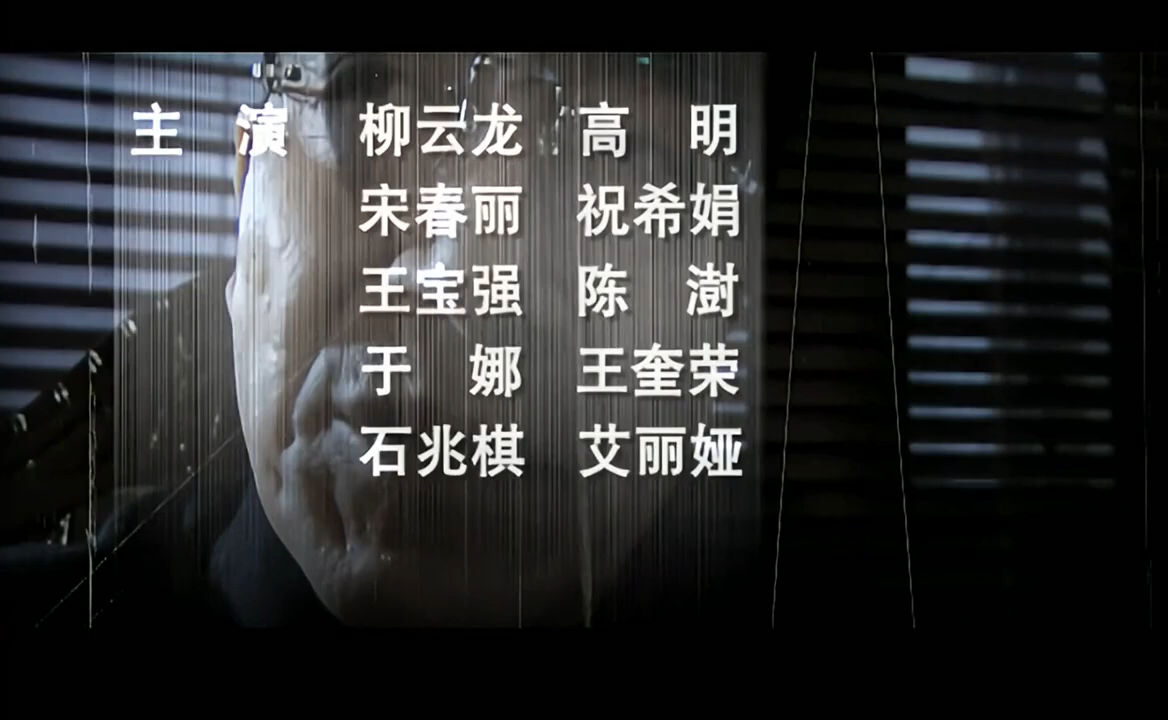 主 演 柳云龙 高 明
宋春丽 祝希娟
王宝强 陈 澍
于 娜 王奎荣
石兆棋 艾丽娅